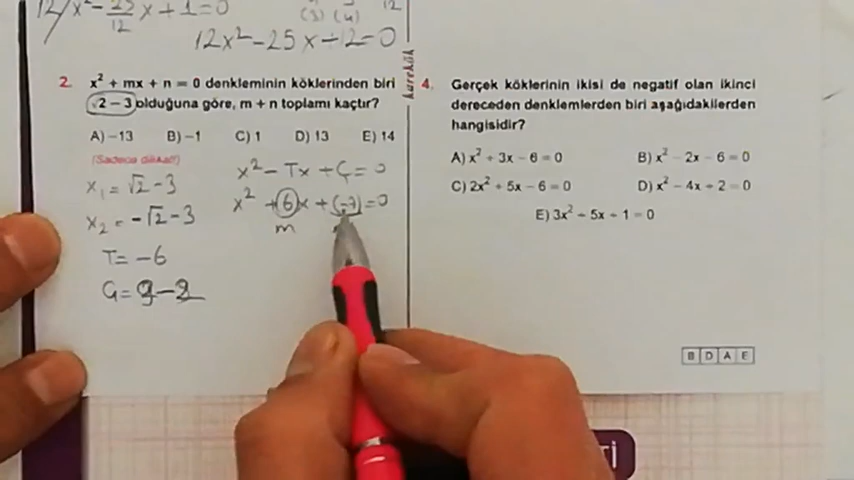 12x² - 25x + 12 = 0
karekök
2. x² + mx + n = 0 denkleminin köklerinden biri
√2 – 3 olduğuna göre, m + n toplamı kaçtır?
A) –13 B) –1 C) 1 D) 13 E) 14
(Sadece dikkat!)
x₁ = √2 - 3
x₂ = -√2 - 3
T = -6
x² - Tx + Ç = 0
x² + 6x + (-7) = 0
m
4. Gerçek köklerinin ikisi de negatif olan ikinci
dereceden denklemlerden biri aşağıdakilerden
hangisidir?
A) x² + 3x – 6 = 0 B) x² – 2x – 6 = 0
C) 2x² + 5x – 6 = 0 D) x² – 4x + 2 = 0
E) 3x² + 5x + 1 = 0
B D A E